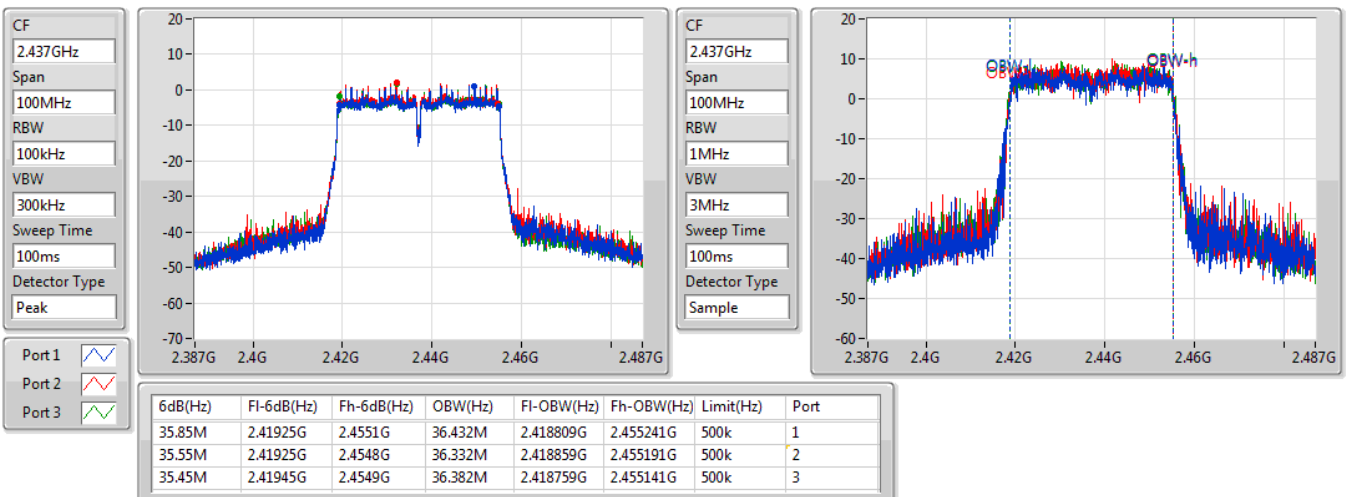 CF
2.437GHz
Span
100MHz
RBW
100kHz
VBW
300kHz
Sweep Time
100ms
Detector Type
Peak
20
10
0
-10
-20
-30
-40
-50
-60
-70
2.387G 2.4G 2.42G 2.44G 2.46G 2.487G
CF
2.437GHz
Span
100MHz
RBW
1MHz
VBW
3MHz
Sweep Time
100ms
Detector Type
Sample
20
10
0
-10
-20
-30
-40
-50
-60
OBW-h
2.387G 2.4G 2.42G 2.44G 2.46G 2.487G
Port 1
Port 2
Port 3
6dB(Hz) Fl-6dB(Hz) Fh-6dB(Hz) OBW(Hz) Fl-OBW(Hz) Fh-OBW(Hz) Limit(Hz) Port
35.85M 2.41925G 2.4551G 36.432M 2.418809G 2.455241G 500k 1
35.55M 2.41925G 2.4548G 36.332M 2.418859G 2.455191G 500k 2
35.45M 2.41945G 2.4549G 36.382M 2.418759G 2.455141G 500k 3